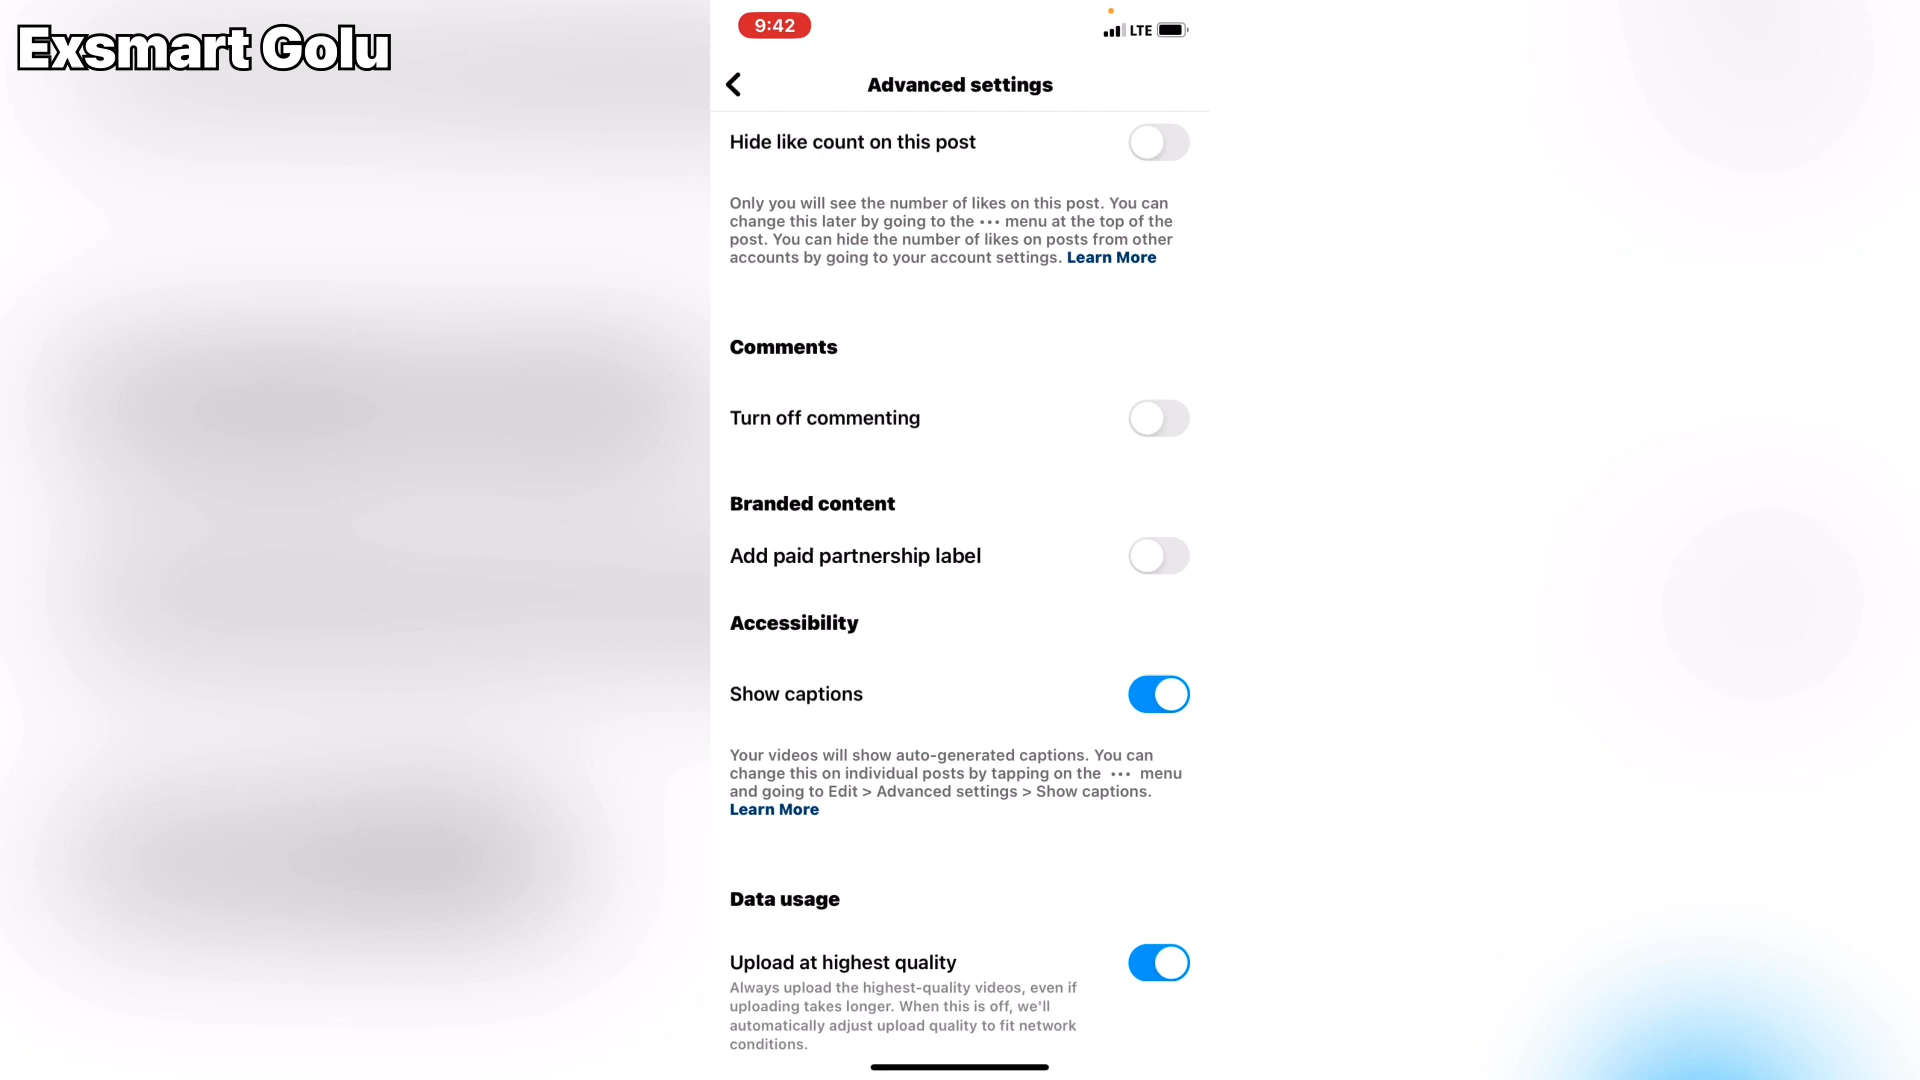 Exsmart Golu
9:42
LTE
Advanced settings
Hide like count on this post
Only you will see the number of likes on this post. You can
change this later by going to the ••• menu at the top of the
post. You can hide the number of likes on posts from other
accounts by going to your account settings. Learn More
Comments
Turn off commenting
Branded content
Add paid partnership label
Accessibility
Show captions
Your videos will show auto-generated captions. You can
change this on individual posts by tapping on the ••• menu
and going to Edit > Advanced settings > Show captions.
Learn More
Data usage
Upload at highest quality
Always upload the highest-quality videos, even if
uploading takes longer. When this is off, we'll
automatically adjust upload quality to fit network
conditions.